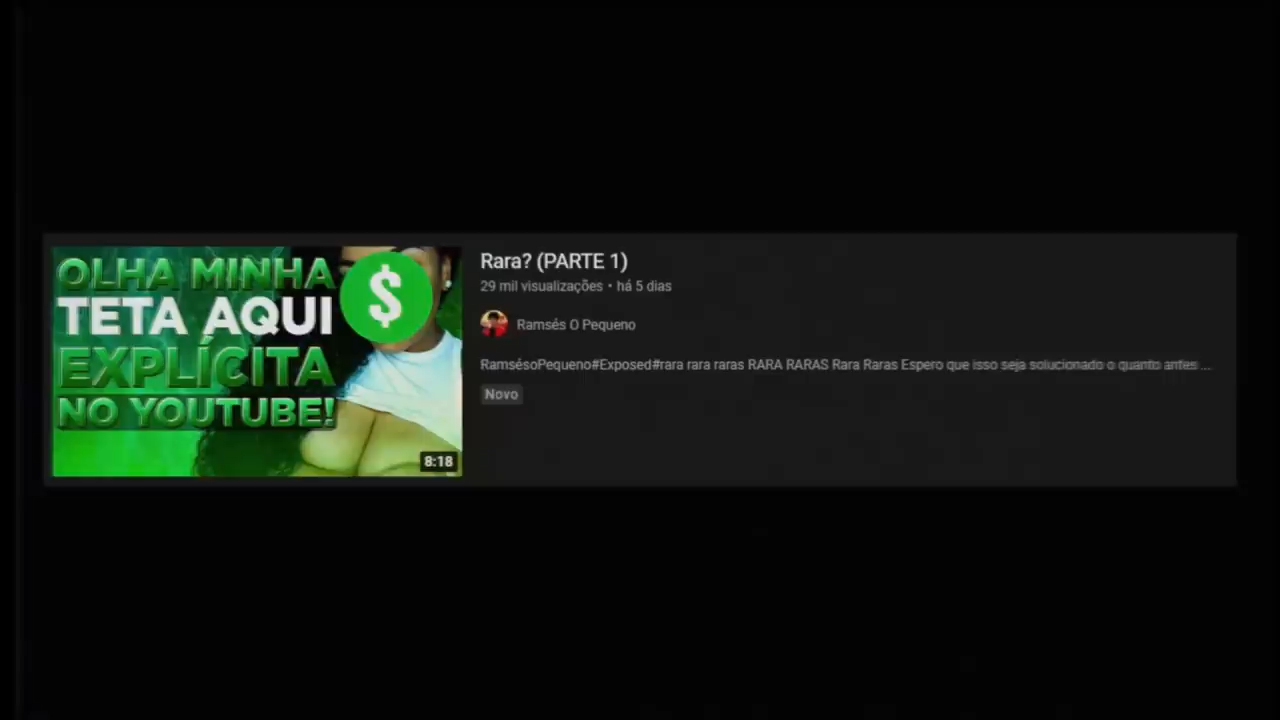 OLHA MINHA
TETA AQUI
EXPLÍCITA
NO YOUTUBE!
$
8:18
Rara? (PARTE 1)
29 mil visualizações • há 5 dias
Ramsés O Pequeno
RamsésoPequeno#Exposed#rara rara raras RARA RARAS Rara Raras Espero que isso seja solucionado o quanto antes ...
Novo